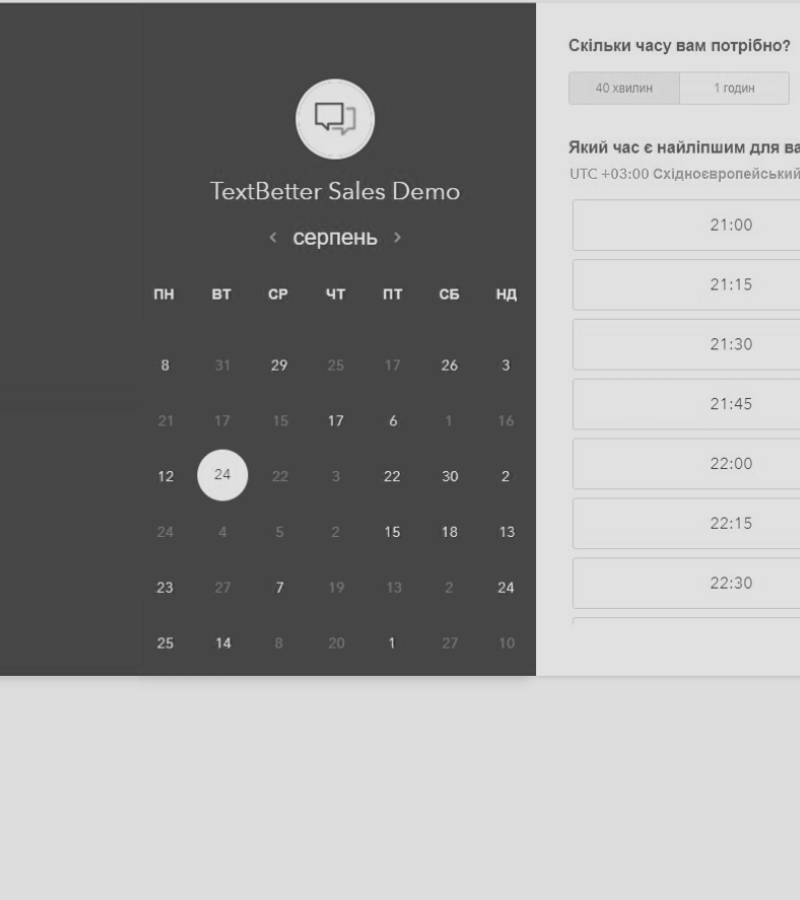 TextBetter Sales Demo
серпень
ПН ВТ СР ЧТ ПТ СБ НД
8 31 29 25 17 26 3
21 17 15 17 6 1 16
12 24 22 3 22 30 2
24 4 5 2 15 18 13
23 27 7 19 13 2 24
25 14 8 20 1 27 10
Скільки часу вам потрібно?
40 хвилин 1 годин
Який час є найліпшим для ва
UTC +03:00 Східноєвропейський
21:00
21:15
21:30
21:45
22:00
22:15
22:30